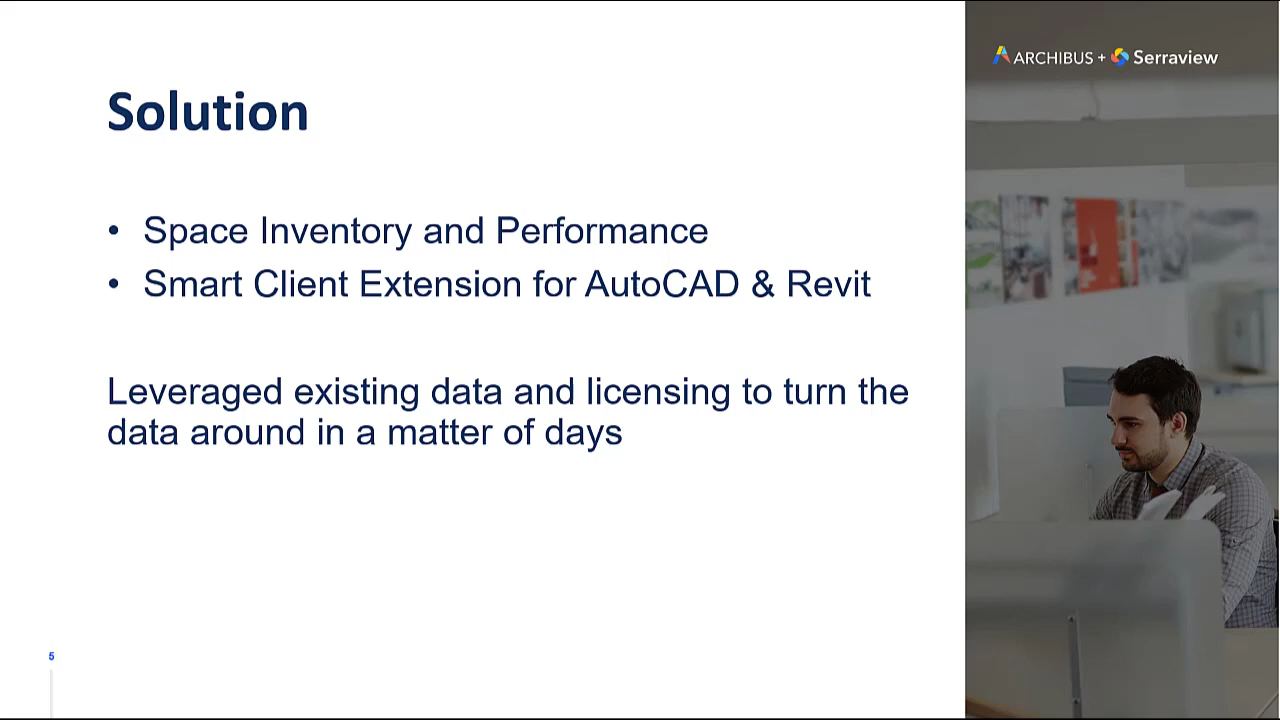 ARCHIBUS + Serraview
Solution
• Space Inventory and Performance
• Smart Client Extension for AutoCAD & Revit
Leveraged existing data and licensing to turn the
data around in a matter of days
5